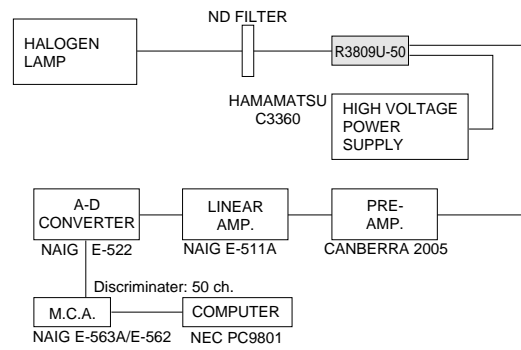 ND FILTER
HALOGEN
LAMP
R3809U-50
HAMAMATSU
C3360
HIGH VOLTAGE
POWER
SUPPLY
A-D
CONVERTER
LINEAR
AMP.
PRE-
AMP.
NAIG E-522
NAIG E-511A
CANBERRA 2005
Discriminater: 50 ch.
M.C.A.
COMPUTER
NAIG E-563A/E-562
NEC PC9801